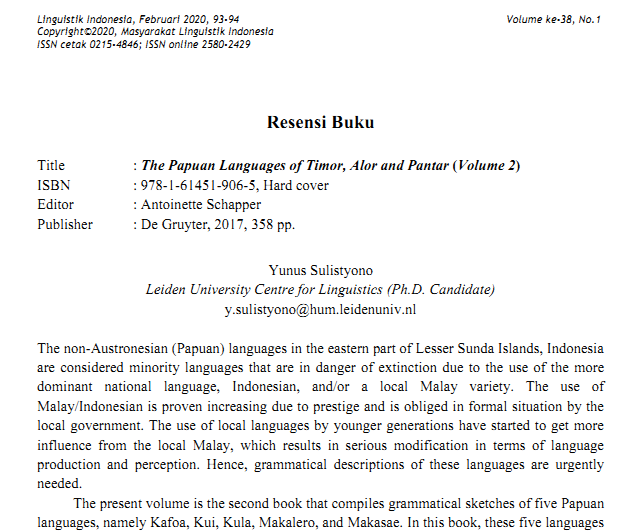 Linguistik Indonesia, Februari 2020, 93-94
Volume ke-38, No.1
Copyright©2020, Masyarakat Linguistik Indonesia
ISSN cetak 0215-4846; ISSN online 2580-2429
Resensi Buku
Title : The Papuan Languages of Timor, Alor and Pantar (Volume 2)
ISBN : 978-1-61451-906-5, Hard cover
Editor : Antoinette Schapper
Publisher : De Gruyter, 2017, 358 pp.
Yunus Sulistyono
Leiden University Centre for Linguistics (Ph.D. Candidate)
y.sulistyono@hum.leidenuniv.nl
The non-Austronesian (Papuan) languages in the eastern part of Lesser Sunda Islands, Indonesia
are considered minority languages that are in danger of extinction due to the use of the more
dominant national language, Indonesian, and/or a local Malay variety. The use of
Malay/Indonesian is proven increasing due to prestige and is obliged in formal situation by the
local government. The use of local languages by younger generations have started to get more
influence from the local Malay, which results in serious modification in terms of language
production and perception. Hence, grammatical descriptions of these languages are urgently
needed.
The present volume is the second book that compiles grammatical sketches of five Papuan
languages, namely Kafoa, Kui, Kula, Makalero, and Makasae. In this book, these five languages